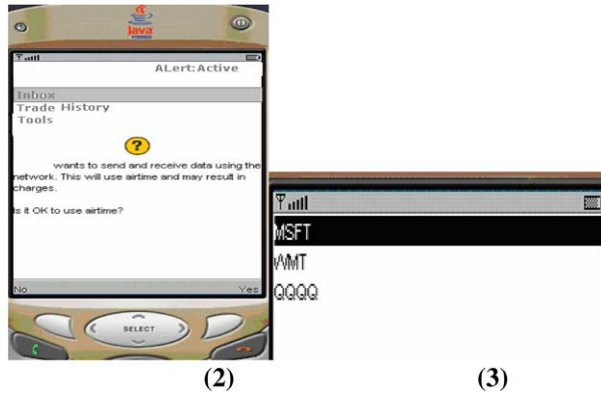 Java
ALert:Active
Inbox
Trade History
Tools
?
wants to send and receive data using the
network. This will use airtime and may result in
charges.
Is it OK to use airtime?
No Yes
SELECT
(2)
MSFT
WMT
QQQQ
(3)